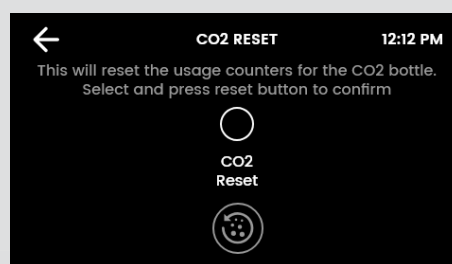 CO2 RESET 12:12 PM
This will reset the usage counters for the CO2 bottle.
Select and press reset button to confirm
CO2
Reset